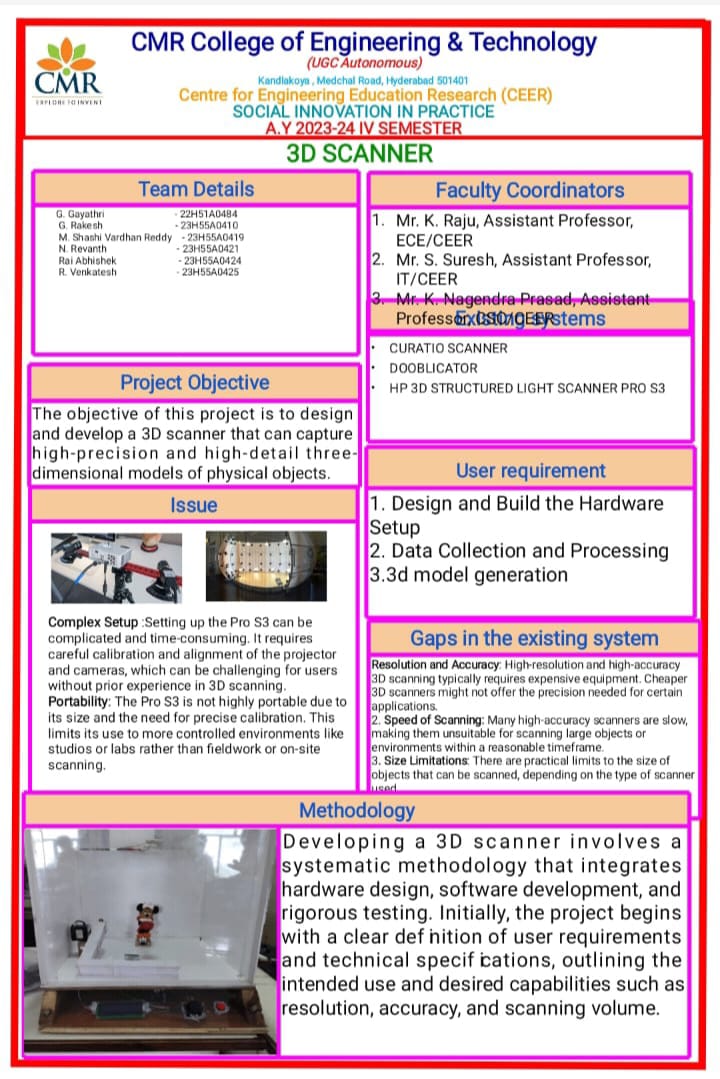 CMR College of Engineering & Technology
(UGC Autonomous)
Kandlakoya , Medchal Road, Hyderabad 501401
Centre for Engineering Education Research (CEER)
SOCIAL INNOVATION IN PRACTICE
A.Y 2023-24 IV SEMESTER
CMR
EXPLORE TO INVENT
3D SCANNER
Team Details
G. Gayathri - 22H51A0484
G. Rakesh - 23H55A0410
M. Shashi Vardhan Reddy - 23H55A0419
N. Revanth - 23H55A0421
Rai Abhishek - 23H55A0424
R. Venkatesh - 23H55A0425
Project Objective
The objective of this project is to design
and develop a 3D scanner that can capture
high-precision and high-detail three-
dimensional models of physical objects.
Issue
Complex Setup :Setting up the Pro S3 can be
complicated and time-consuming. It requires
careful calibration and alignment of the projector
and cameras, which can be challenging for users
without prior experience in 3D scanning.
Portability: The Pro S3 is not highly portable due to
its size and the need for precise calibration. This
limits its use to more controlled environments like
studios or labs rather than fieldwork or on-site
scanning.
Faculty Coordinators
1. Mr. K. Raju, Assistant Professor,
ECE/CEER
2. Mr. S. Suresh, Assistant Professor,
IT/CEER
3. Mr. K. Nagendra Prasad, Assistant
Professor, CSD/CEER
Existing systems
• CURATIO SCANNER
• DOOBLICATOR
• HP 3D STRUCTURED LIGHT SCANNER PRO S3
User requirement
1. Design and Build the Hardware
Setup
2. Data Collection and Processing
3.3d model generation
Gaps in the existing system
Resolution and Accuracy: High-resolution and high-accuracy
3D scanning typically requires expensive equipment. Cheaper
3D scanners might not offer the precision needed for certain
applications.
2. Speed of Scanning: Many high-accuracy scanners are slow,
making them unsuitable for scanning large objects or
environments within a reasonable timeframe.
3. Size Limitations: There are practical limits to the size of
objects that can be scanned, depending on the type of scanner
used
Methodology
Developing a 3D scanner involves a
systematic methodology that integrates
hardware design, software development, and
rigorous testing. Initially, the project begins
with a clear def nition of user requirements
and technical specif ications, outlining the
intended use and desired capabilities such as
resolution, accuracy, and scanning volume.